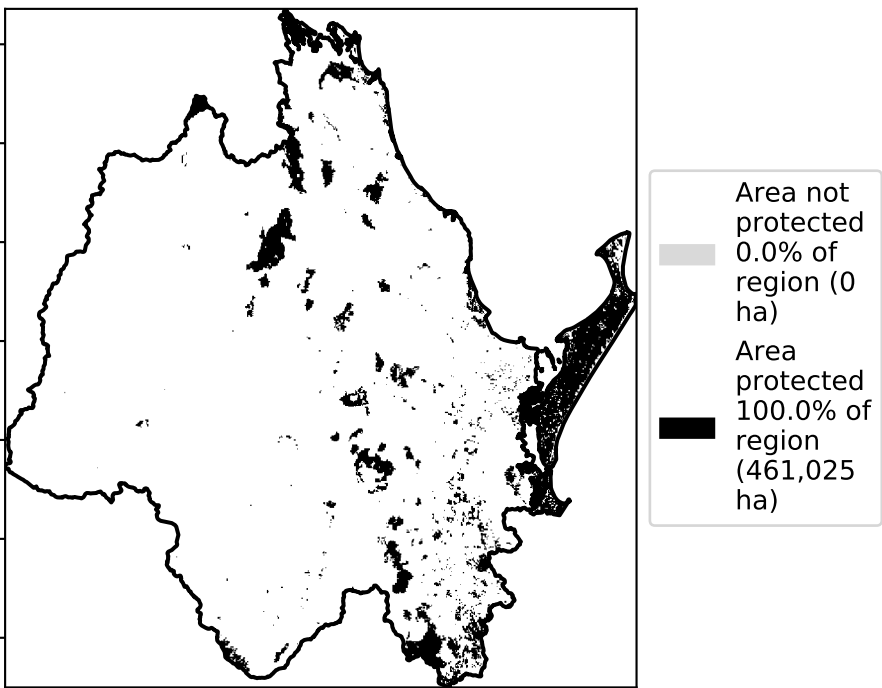 Area not
protected
0.0% of
region (0
ha)
Area
protected
100.0% of
region
(461,025
ha)